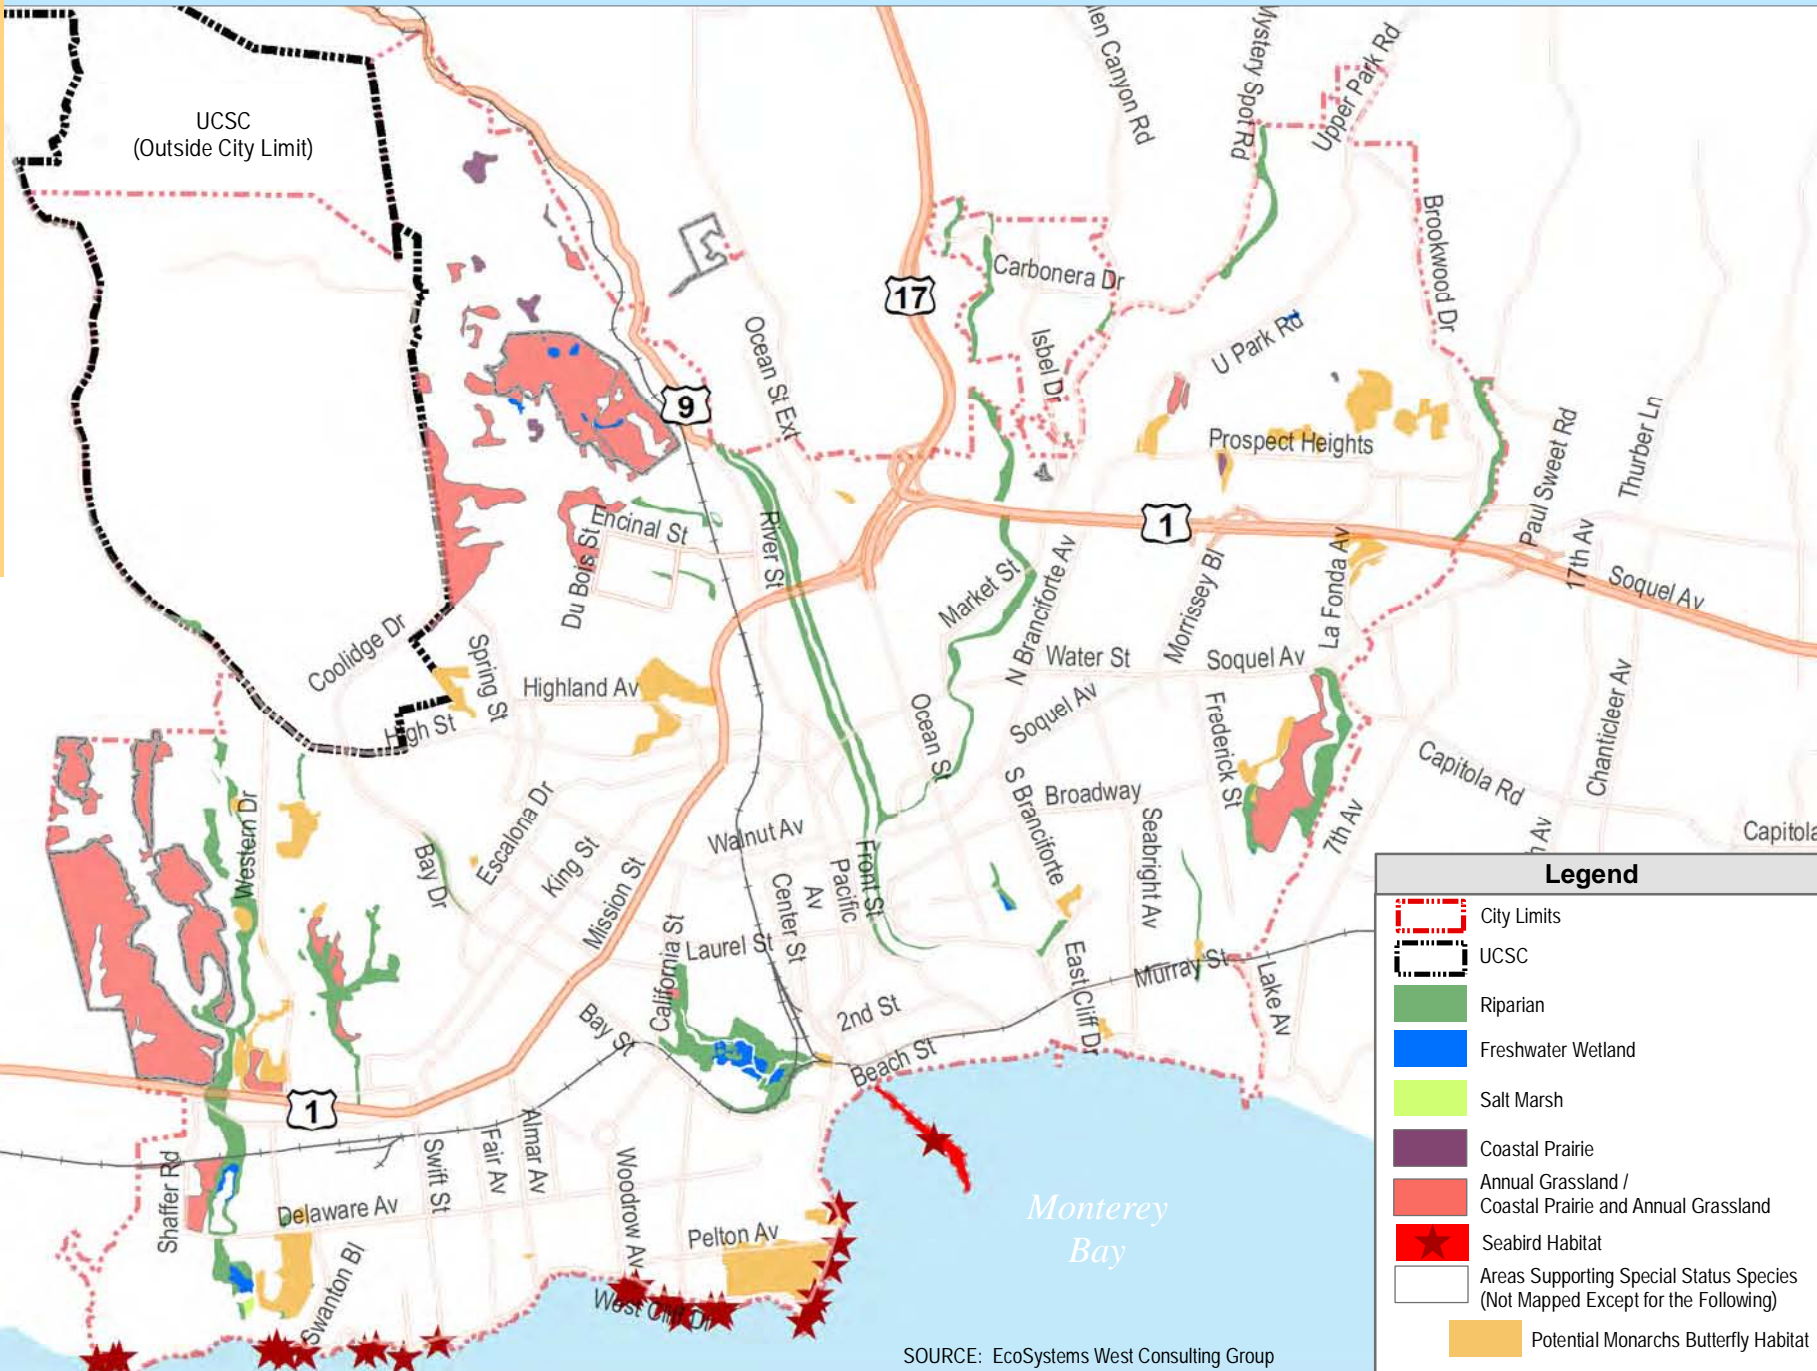 UCSC
(Outside City Limit)
Mystery Spot Rd
Upper Park Rd
Canyon Rd
Brookwood Dr
Carbonera Dr
17
Isbel Dr
U Park Rd
Ocean St Ext
9
Prospect Heights
Paul Sweet Rd
Thurber Ln
Encinal St
Du Bois St
River St
1
Market St
N Branciforte Av
Morrissey Bl
La Fonda Av
17th Av
Soquel Av
Coolidge Dr
Spring St
Highland Av
High St
Water St
Soquel Av
Soquel Av
Ocean St
Frederick St
Capitola Rd
Chanticleer Av
Capitola
Western Dr
Bay Dr
Escalona Dr
King St
Mission St
Walnut Av
Center St
Pacific
Av
Front St
S Branciforte
Broadway
Seabright Av
7th Av
California St
Laurel St
Bay St
2nd St
Beach St
East Cliff Dr
Murray St
Lake Av
1
Shaffer Rd
Delaware Av
Swanton Bl
Swift St
Fair Av
Almar Av
Woodrow Av
Pelton Av
West Cliff Dr
Monterey
Bay
SOURCE: EcoSystems West Consulting Group
Legend
City Limits
UCSC
Riparian
Freshwater Wetland
Salt Marsh
Coastal Prairie
Annual Grassland /
Coastal Prairie and Annual Grassland
Seabird Habitat
Areas Supporting Special Status Species
(Not Mapped Except for the Following)
Potential Monarchs Butterfly Habitat